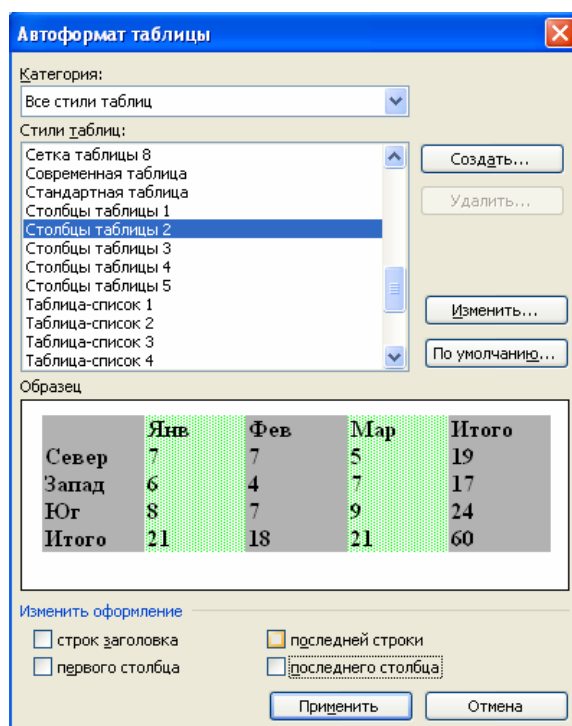 Автоформат таблицы
Категория:
Все стили таблиц
Стили таблиц:
Сетка таблицы 8
Современная таблица
Стандартная таблица
Столбцы таблицы 1
Столбцы таблицы 2
Столбцы таблицы 3
Столбцы таблицы 4
Столбцы таблицы 5
Таблица-список 1
Таблица-список 2
Таблица-список 3
Таблица-список 4
Создать...
Удалить...
Изменить...
По умолчанию...
Образец
Янв Фев Мар Итого
Север 7 7 5 19
Запад 6 4 7 17
Юг 8 7 9 24
Итого 21 18 21 60
Изменить оформление
строк заголовка последней строки
первого столбца последнего столбца
Применить Отмена